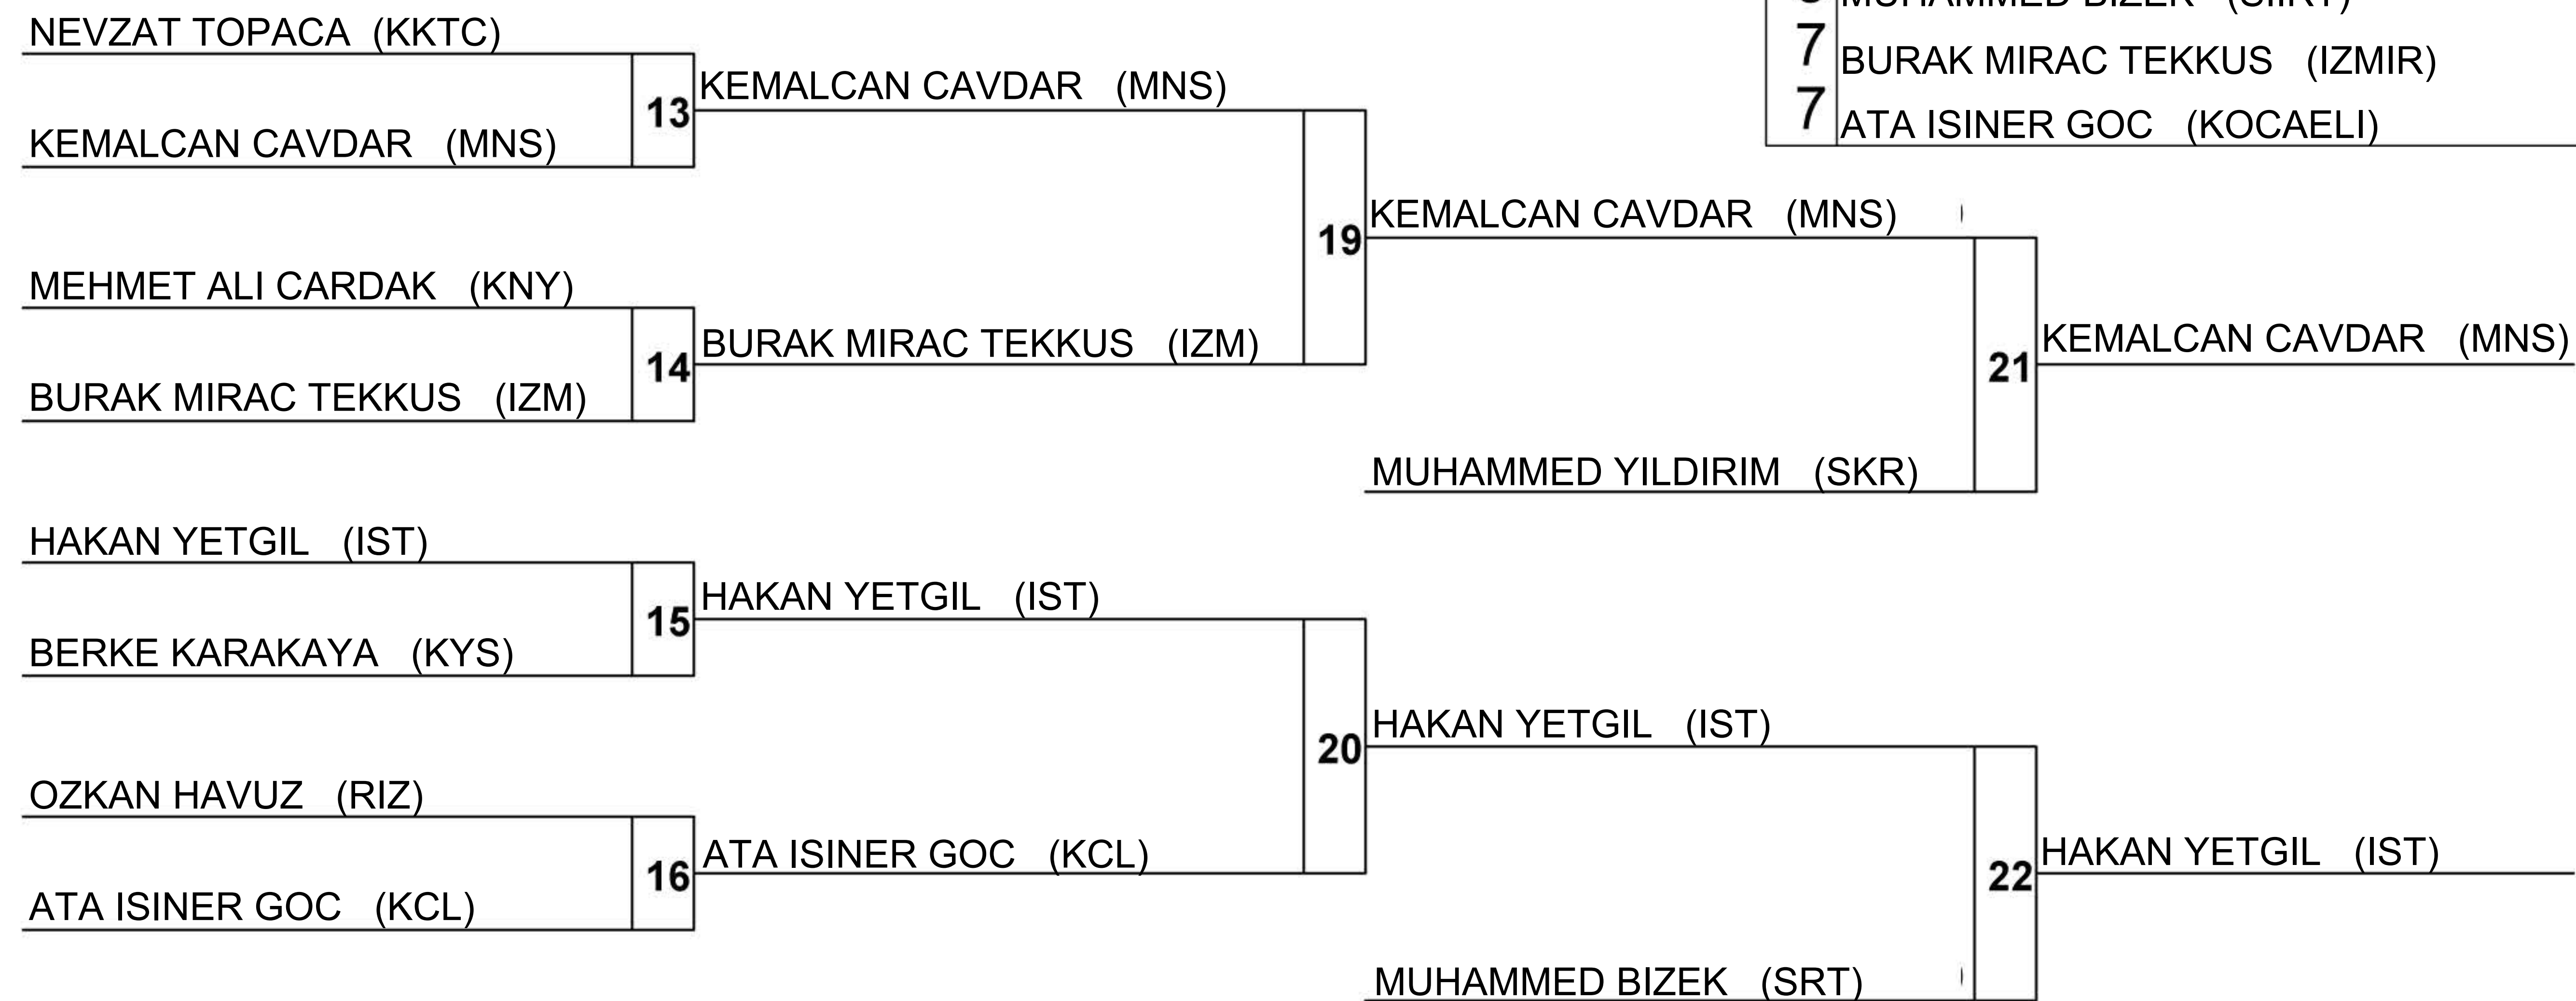 MUHAMMED BIZEK (SIIRT)
NEVZAT TOPACA (KKTC)
7 BURAK MIRAC TEKKUS (IZMIR)
13 KEMALCAN CAVDAR (MNS)
7 ATA ISINER GOC (KOCAELI)
KEMALCAN CAVDAR (MNS)
19 KEMALCAN CAVDAR (MNS)
MEHMET ALI CARDAK (KNY)
14 BURAK MIRAC TEKKUS (IZM)
21 KEMALCAN CAVDAR (MNS)
BURAK MIRAC TEKKUS (IZM)
MUHAMMED YILDIRIM (SKR)
HAKAN YETGIL (IST)
15 HAKAN YETGIL (IST)
BERKE KARAKAYA (KYS)
20 HAKAN YETGIL (IST)
OZKAN HAVUZ (RIZ)
16 ATA ISINER GOC (KCL)
22 HAKAN YETGIL (IST)
ATA ISINER GOC (KCL)
MUHAMMED BIZEK (SRT)